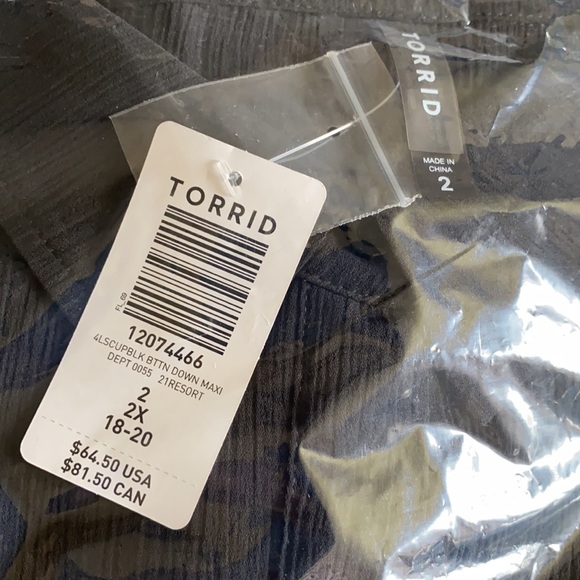 TORRID
MADE IN
CHINA
2
TORRID
FL_69
12074466
4LSCUPBLK BTTN DOWN MAXI
DEPT 0055 21RESORT
2
2X
18-20
$64.50 USA
$81.50 CAN